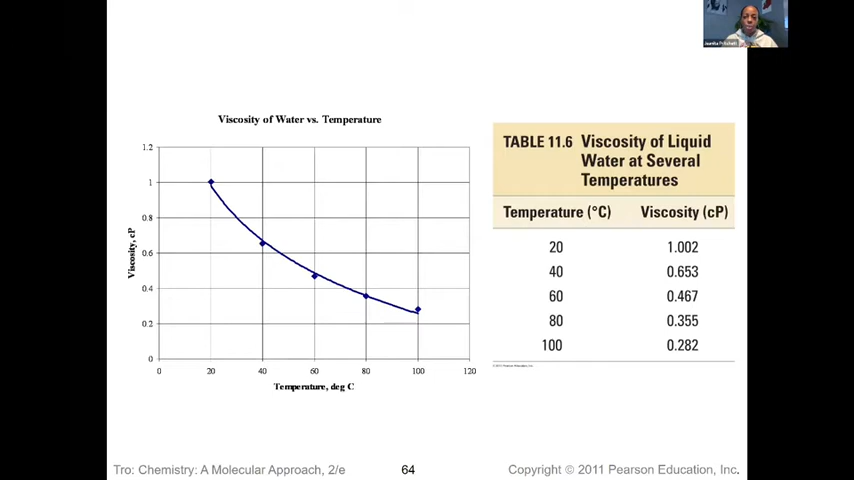 Viscosity of Water vs. Temperature
1.2
1
0.8
0.6
0.4
0.2
0
Viscosity, cP
0 20 40 60 80 100 120
Temperature, deg C
TABLE 11.6 Viscosity of Liquid
Water at Several
Temperatures
Temperature (°C) Viscosity (cP)
20 1.002
40 0.653
60 0.467
80 0.355
100 0.282
Tro: Chemistry: A Molecular Approach, 2/e
64
Copyright © 2011 Pearson Education, Inc.